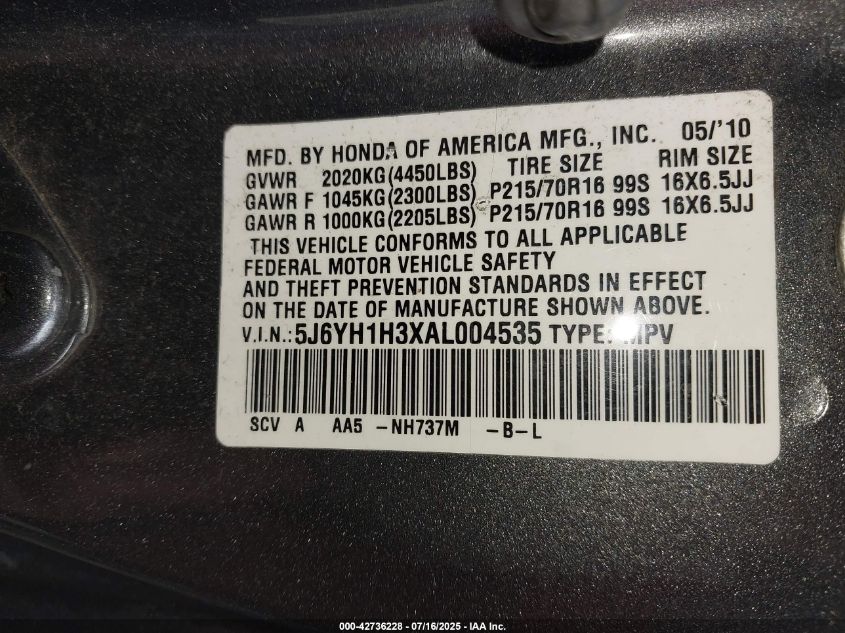 MFD. BY HONDA OF AMERICA MFG., INC. 05/'10
GVWR 2020KG(4450LBS) TIRE SIZE RIM SIZE
GAWR F 1045KG(2300LBS) P215/70R16 99S 16X6.5JJ
GAWR R 1000KG(2205LBS) P215/70R16 99S 16X6.5JJ
THIS VEHICLE CONFORMS TO ALL APPLICABLE
FEDERAL MOTOR VEHICLE SAFETY
AND THEFT PREVENTION STANDARDS IN EFFECT
ON THE DATE OF MANUFACTURE SHOWN ABOVE.
V.I.N.:5J6YH1H3XAL004535 TYPE: MPV
SCV A AA5 -NH737M -B-L
000-42736228 - 07/16/2025 - IAA Inc.